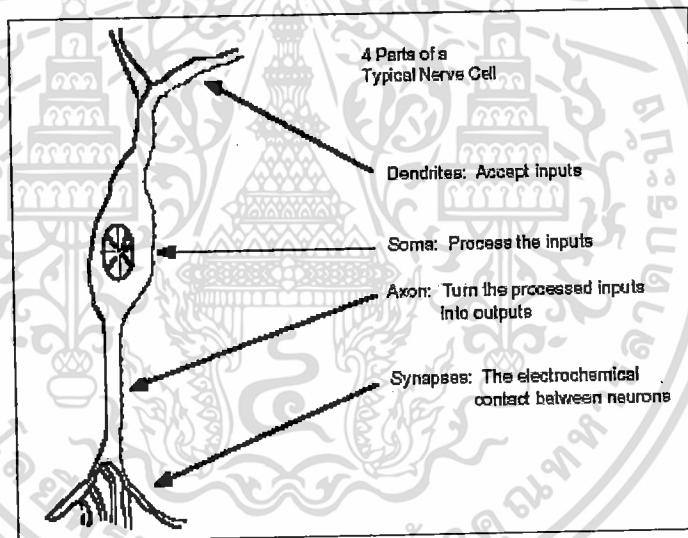 4 Parts of a
Typical Nerve Cell
Dendrites: Accept inputs
Soma: Process the inputs
Axon: Turn the processed inputs
into outputs
Synapses: The electrochemical
contact between neurons